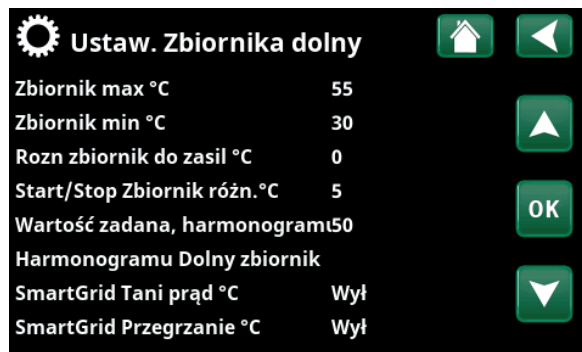 Ustaw. Zbiornika dolny
Zbiornik max °C 55
Zbiornik min °C 30
Rozn zbiornik do zasil °C 0
Start/Stop Zbiornik różn.°C 5
Wartość zadana, harmonogramu 50
Harmonogramu Dolny zbiornik
SmartGrid Tani prąd °C Wył
SmartGrid Przegrzanie °C Wył
OK